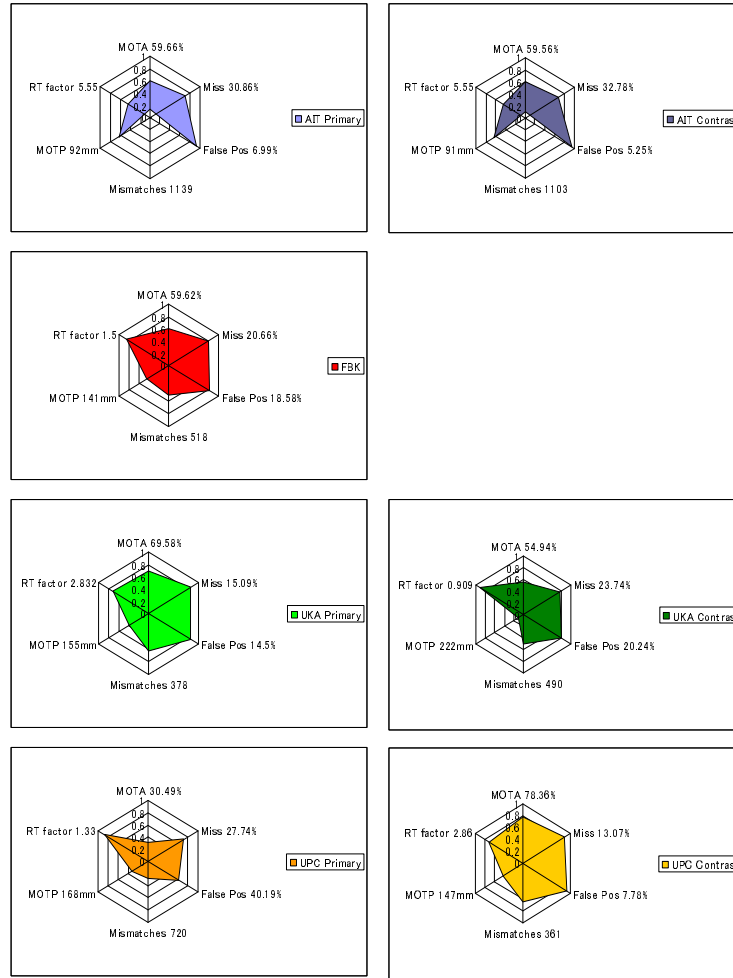 MOTA 59.66%
1
0.8
0.6
0.4
0.2
0
RT factor 5.55
Miss 30.86%
AIT Primary
MOTP 92mm
False Pos 6.99%
Mismatches 1139
MOTA 59.56%
1
0.8
0.6
0.4
0.2
0
RT factor 5.55
Miss 32.78%
AIT Contras
MOTP 91mm
False Pos 5.25%
Mismatches 1103
MOTA 59.62%
1
0.8
0.6
0.4
0.2
0
RT factor 1.5
Miss 20.66%
FBK
MOTP 141mm
False Pos 18.58%
Mismatches 518
MOTA 69.58%
1
0.8
0.6
0.4
0.2
0
RT factor 2.832
Miss 15.09%
UKA Primary
MOTP 155mm
False Pos 14.5%
Mismatches 378
MOTA 54.94%
1
0.8
0.6
0.4
0.2
0
RT factor 0.909
Miss 23.74%
UKA Contras
MOTP 222mm
False Pos 20.24%
Mismatches 490
MOTA 30.49%
1
0.8
0.6
0.4
0.2
0
RT factor 1.33
Miss 27.74%
UPC Primary
MOTP 168mm
False Pos 40.19%
Mismatches 720
MOTA 78.36%
1
0.8
0.6
0.4
0.2
0
RT factor 2.86
Miss 13.07%
UPC Contras
MOTP 147mm
False Pos 7.78%
Mismatches 361